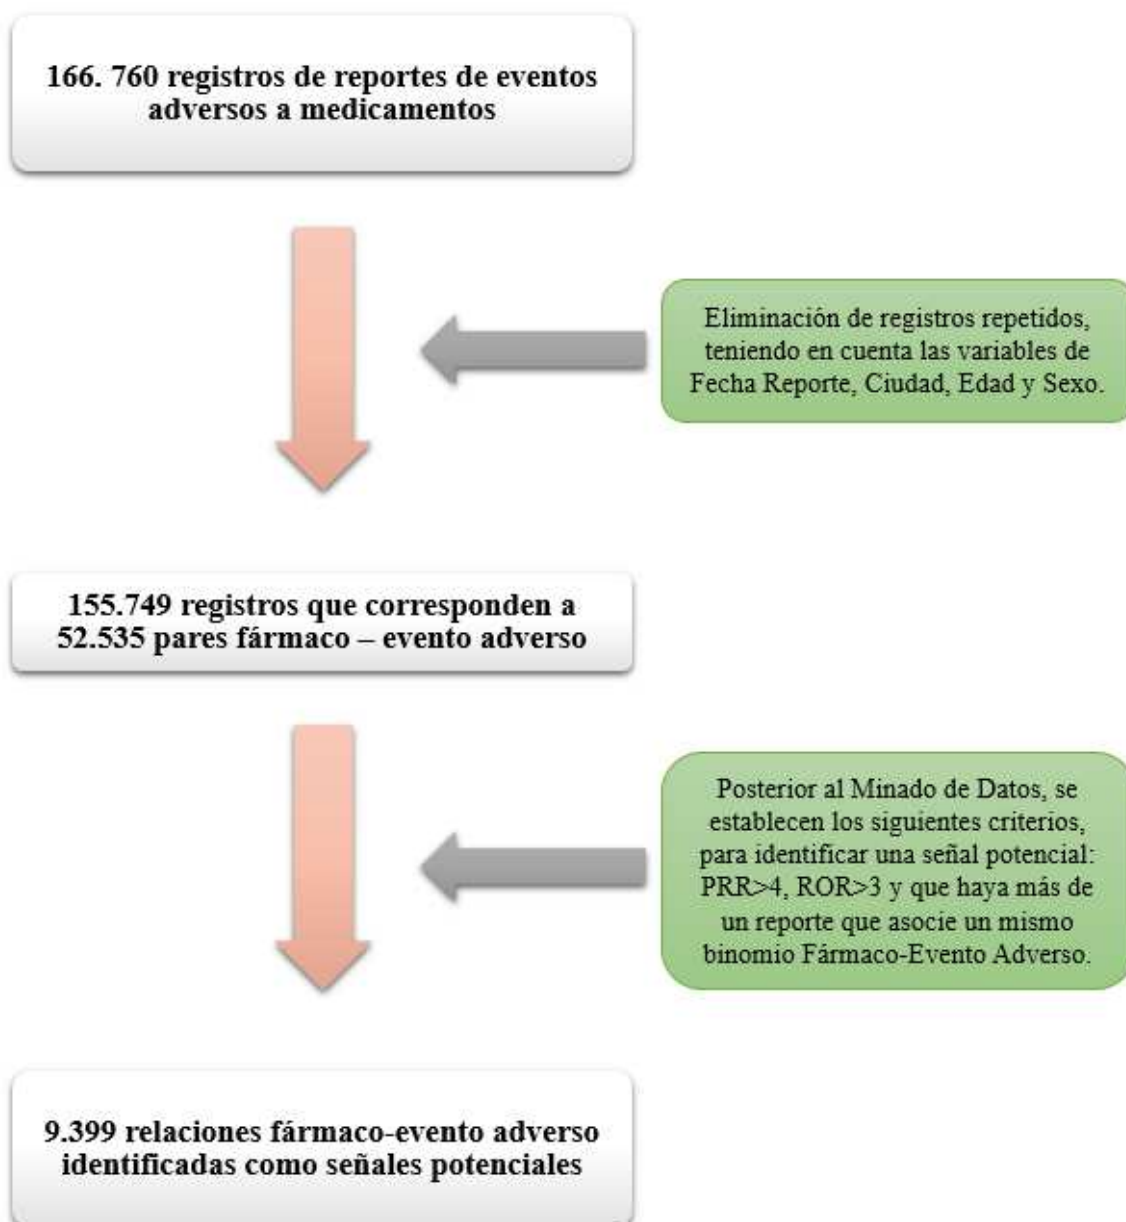 166. 760 registros de reportes de eventos
adversos a medicamentos
Eliminación de registros repetidos,
teniendo en cuenta las variables de
Fecha Reporte, Ciudad, Edad y Sexo.
155.749 registros que corresponden a
52.535 pares fármaco – evento adverso
Posterior al Minado de Datos, se
establecen los siguientes criterios,
para identificar una señal potencial:
PRR>4, ROR>3 y que haya más de
un reporte que asocie un mismo
binomio Fármaco-Evento Adverso.
9.399 relaciones fármaco-evento adverso
identificadas como señales potenciales